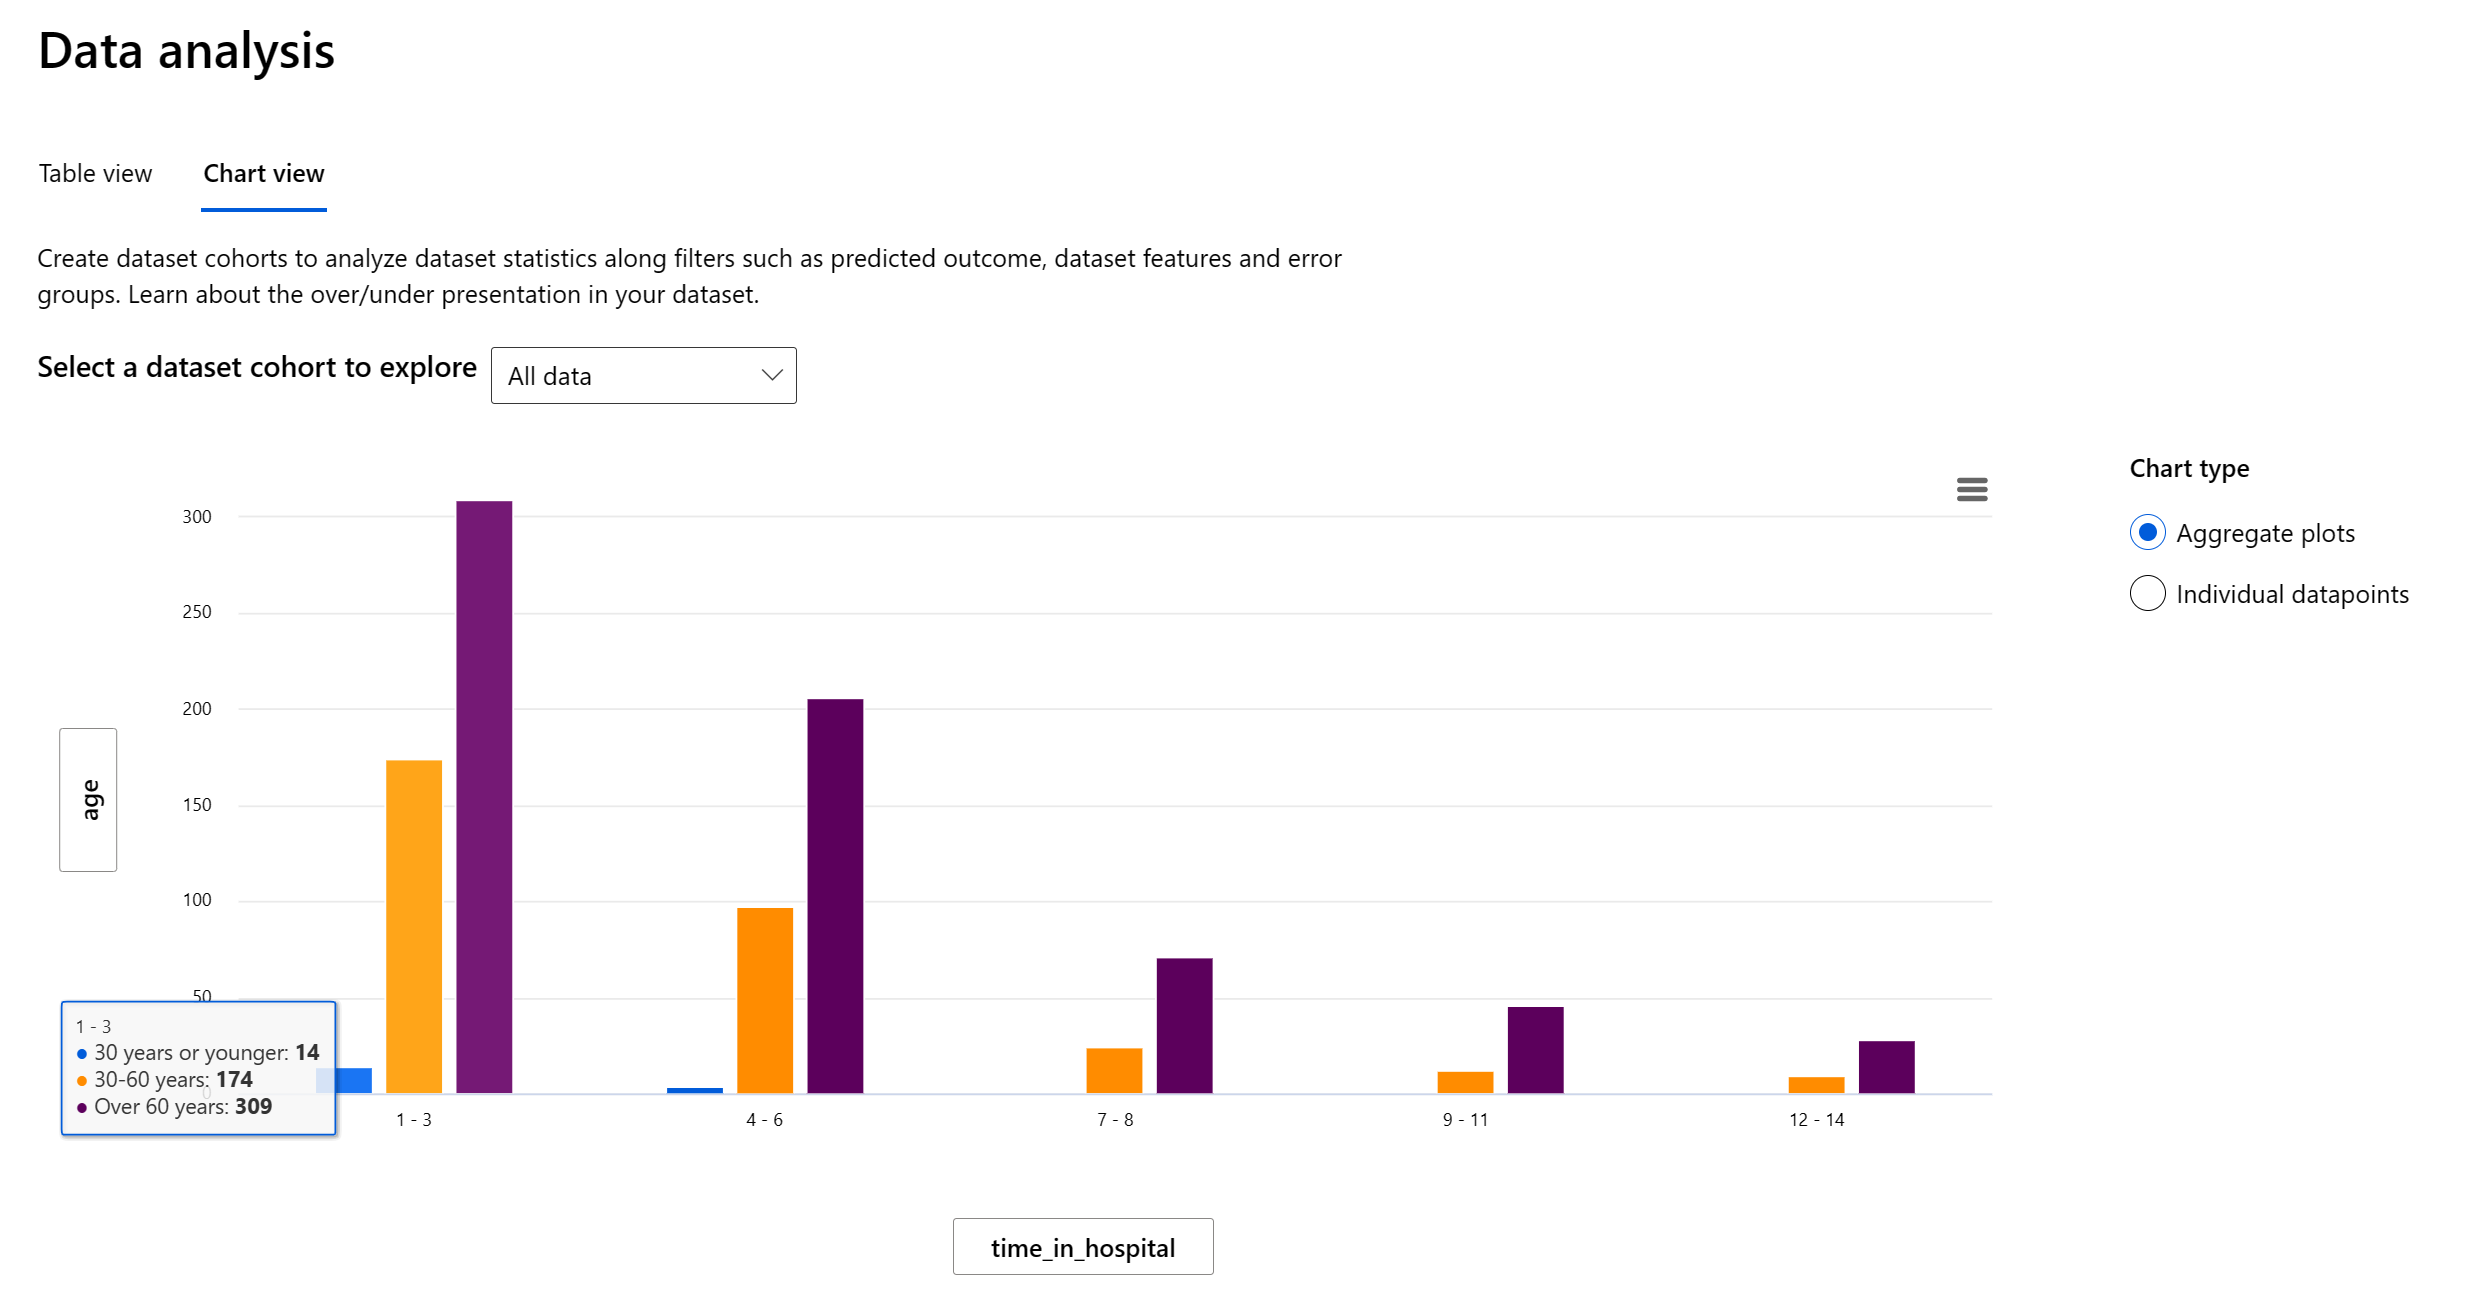 Data analysis
Table view
Chart view
Create dataset cohorts to analyze dataset statistics along filters such as predicted outcome, dataset features and error
groups. Learn about the over/under presentation in your dataset.
Select a dataset cohort to explore
All data
Chart type
Aggregate plots
Individual datapoints
300
250
200
150
100
50
0
age
1 - 3
30 years or younger: 14
30-60 years: 174
Over 60 years: 309
1 - 3
4 - 6
7 - 8
9 - 11
12 - 14
time_in_hospital